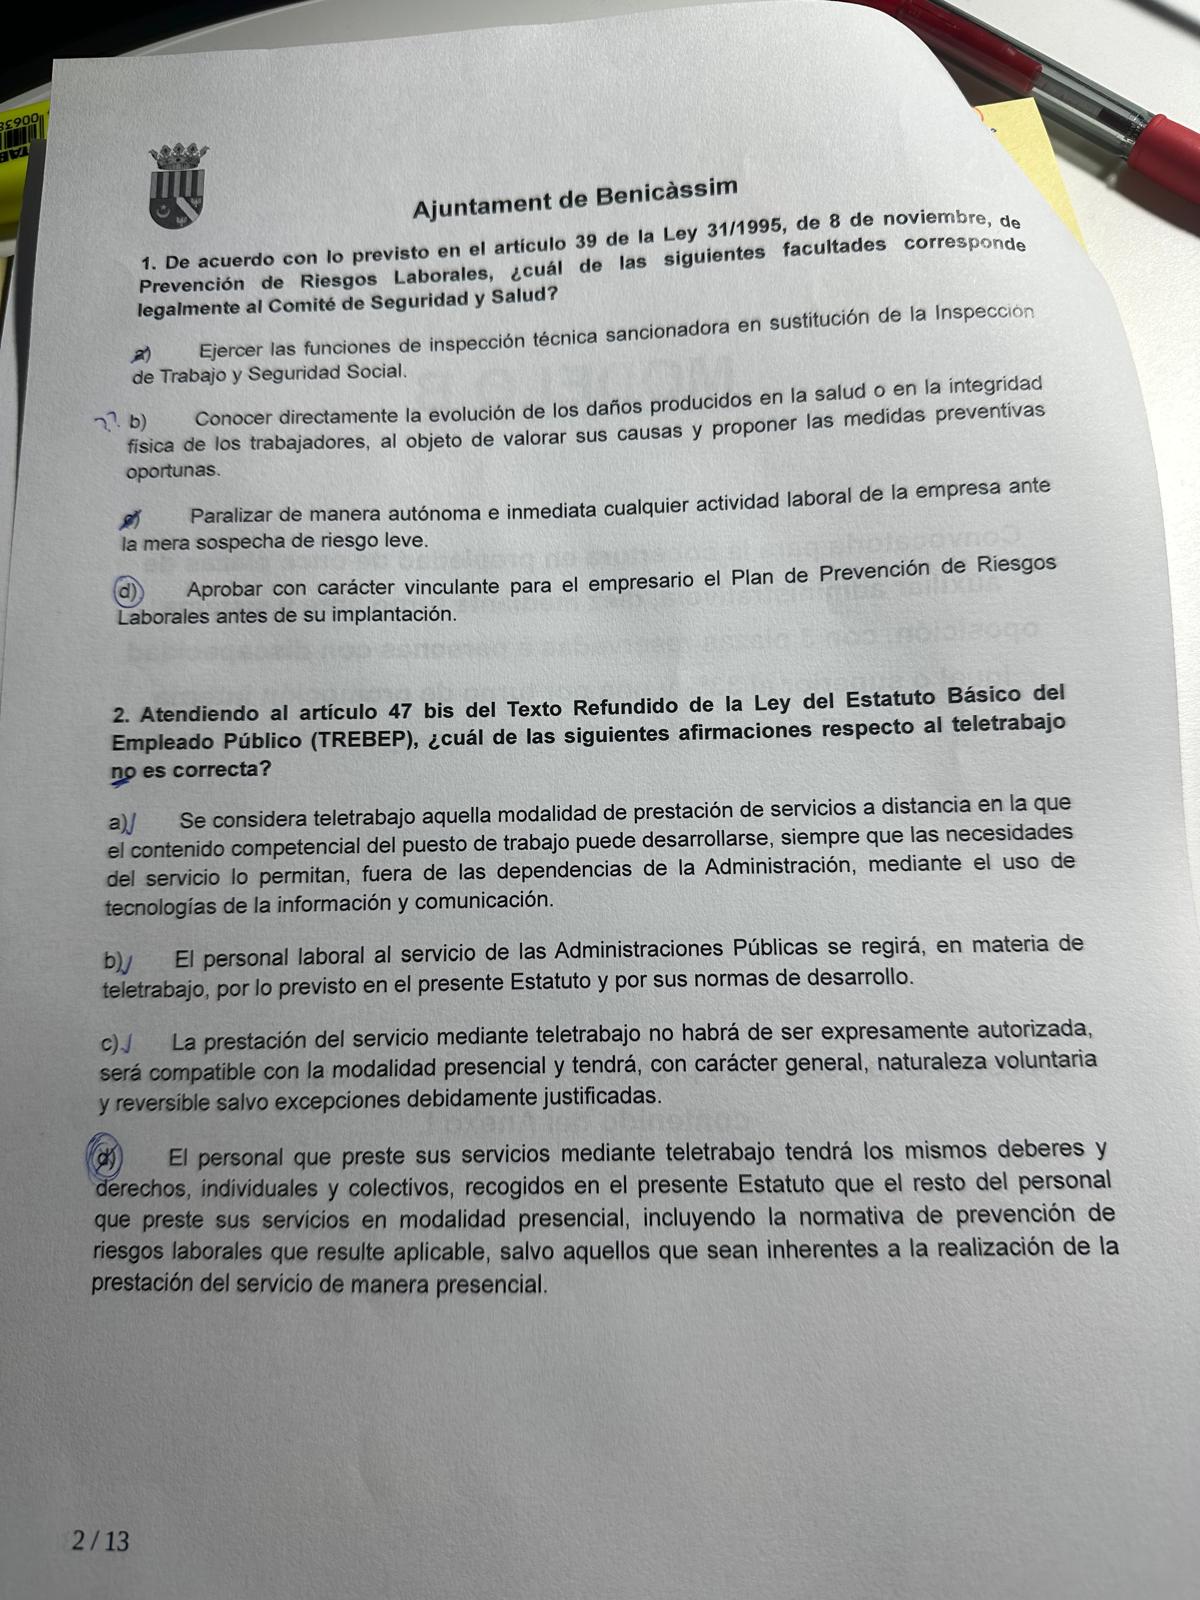 Ajuntament de Benicàssim
1. De acuerdo con lo previsto en el artículo 39 de la Ley 31/1995, de 8 de noviembre, de
Prevención de Riesgos Laborales, ¿cuál de las siguientes facultades corresponde
legalmente al Comité de Seguridad y Salud?
a) Ejercer las funciones de inspección técnica sancionadora en sustitución de la Inspección
de Trabajo y Seguridad Social.
??. b) Conocer directamente la evolución de los daños producidos en la salud o en la integridad
física de los trabajadores, al objeto de valorar sus causas y proponer las medidas preventivas
oportunas.
c) Paralizar de manera autónoma e inmediata cualquier actividad laboral de la empresa ante
la mera sospecha de riesgo leve.
d) Aprobar con carácter vinculante para el empresario el Plan de Prevención de Riesgos
Laborales antes de su implantación.
2. Atendiendo al artículo 47 bis del Texto Refundido de la Ley del Estatuto Básico del
Empleado Público (TREBEP), ¿cuál de las siguientes afirmaciones respecto al teletrabajo
no es correcta?
a) Se considera teletrabajo aquella modalidad de prestación de servicios a distancia en la que
el contenido competencial del puesto de trabajo puede desarrollarse, siempre que las necesidades
del servicio lo permitan, fuera de las dependencias de la Administración, mediante el uso de
tecnologías de la información y comunicación.
b) El personal laboral al servicio de las Administraciones Públicas se regirá, en materia de
teletrabajo, por lo previsto en el presente Estatuto y por sus normas de desarrollo.
c) La prestación del servicio mediante teletrabajo no habrá de ser expresamente autorizada,
será compatible con la modalidad presencial y tendrá, con carácter general, naturaleza voluntaria
y reversible salvo excepciones debidamente justificadas.
d) El personal que preste sus servicios mediante teletrabajo tendrá los mismos deberes y
derechos, individuales y colectivos, recogidos en el presente Estatuto que el resto del personal
que preste sus servicios en modalidad presencial, incluyendo la normativa de prevención de
riesgos laborales que resulte aplicable, salvo aquellos que sean inherentes a la realización de la
prestación del servicio de manera presencial.
2 / 13